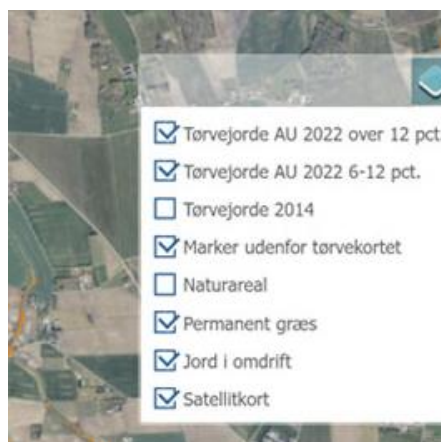 Tørvejorde AU 2022 over 12 pct
Tørvejorde AU 2022 6-12 pct.
Tørvejorde 2014
Marker udenfor tørvekortet
Naturareal
Permanent græs
Jord i omdrift
Satellitkort